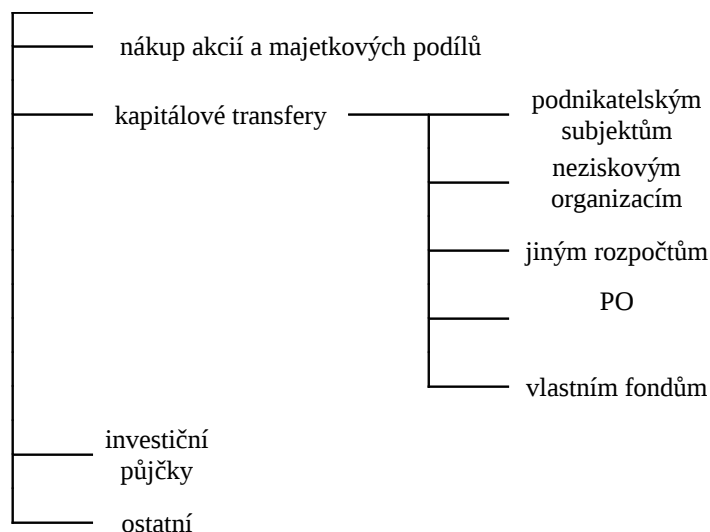 nákup akcií a majetkových podílů
kapitálové transfery
podnikatelským
subjektům
neziskovým
organizacím
jiným rozpočtům
PO
vlastním fondům
investiční
půjčky
ostatní